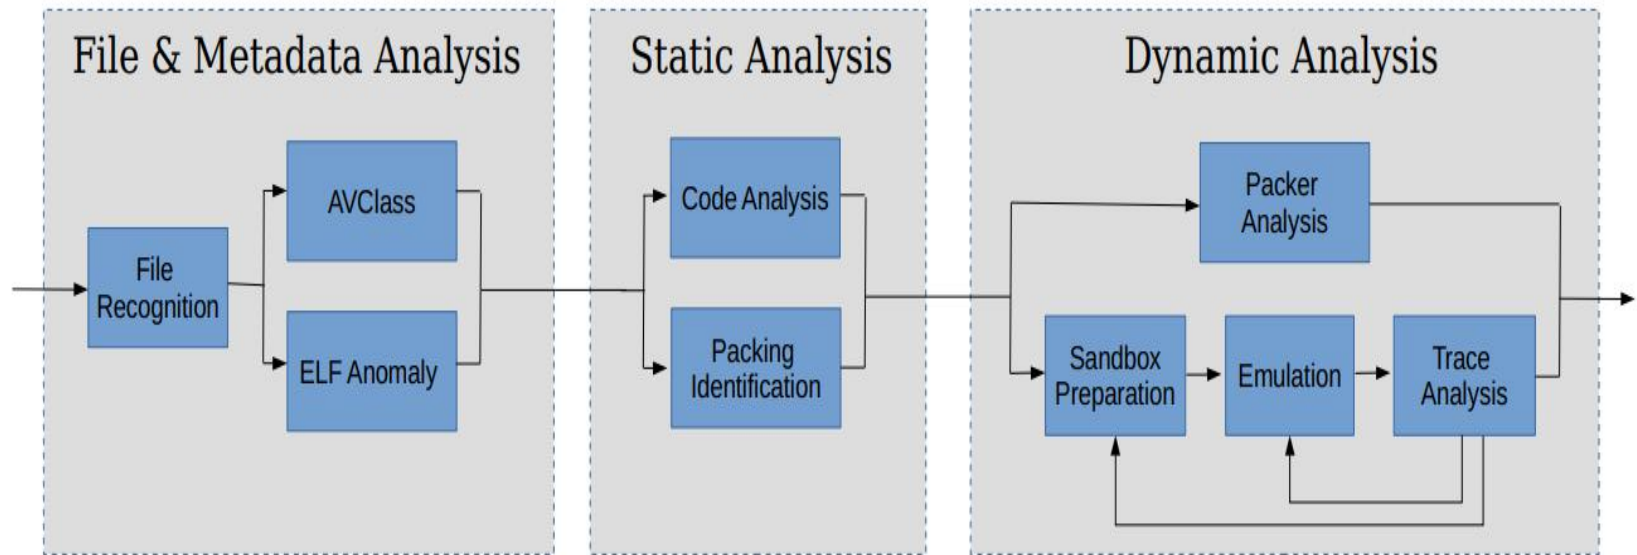 File & Metadata Analysis
File
Recognition
AVClass
ELF Anomaly
Static Analysis
Code Analysis
Packing
Identification
Dynamic Analysis
Packer
Analysis
Sandbox
Preparation
Emulation
Trace
Analysis